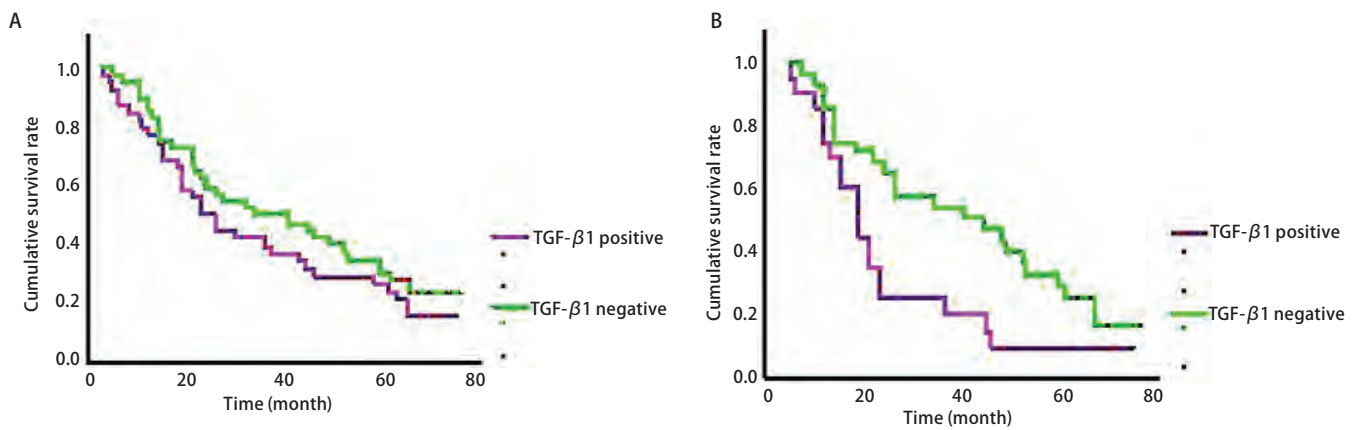 A
Cumulative survival rate
1.0
0.8
0.6
0.4
0.2
0.0
0
20
40
60
80
Time (month)
TGF-β1 positive
TGF-β1 negative
B
Cumulative survival rate
1.0
0.8
0.6
0.4
0.2
0.0
0
20
40
60
80
Time (month)
TGF-β1 positive
TGF-β1 negative